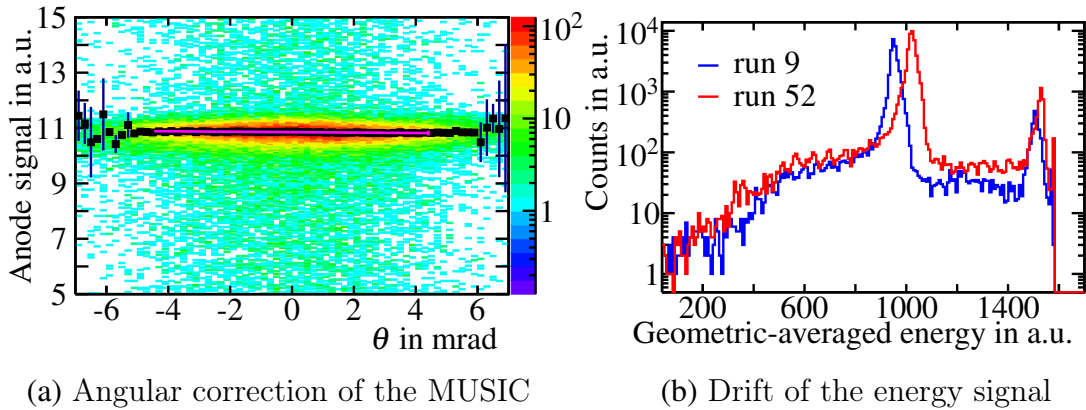 Anode signal in a.u.
15
13
11
9
7
5
-6 -4 -2 0 2 4 6
θ in mrad
10²
10
1
(a) Angular correction of the MUSIC
Counts in a.u.
10⁴
10³
10²
10
1
run 9
run 52
200 600 1000 1400
Geometric-averaged energy in a.u.
(b) Drift of the energy signal